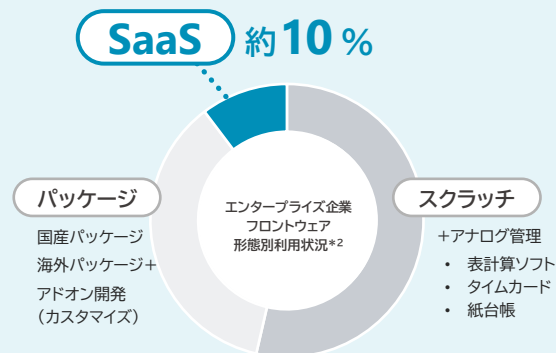 SaaS 約10%
パッケージ
国産パッケージ
海外パッケージ+
アドオン開発
(カスタマイズ)
エンタープライズ企業
フロントウェア
形態別利用状況*2
スクラッチ
+アナログ管理
• 表計算ソフト
• タイムカード
• 紙台帳